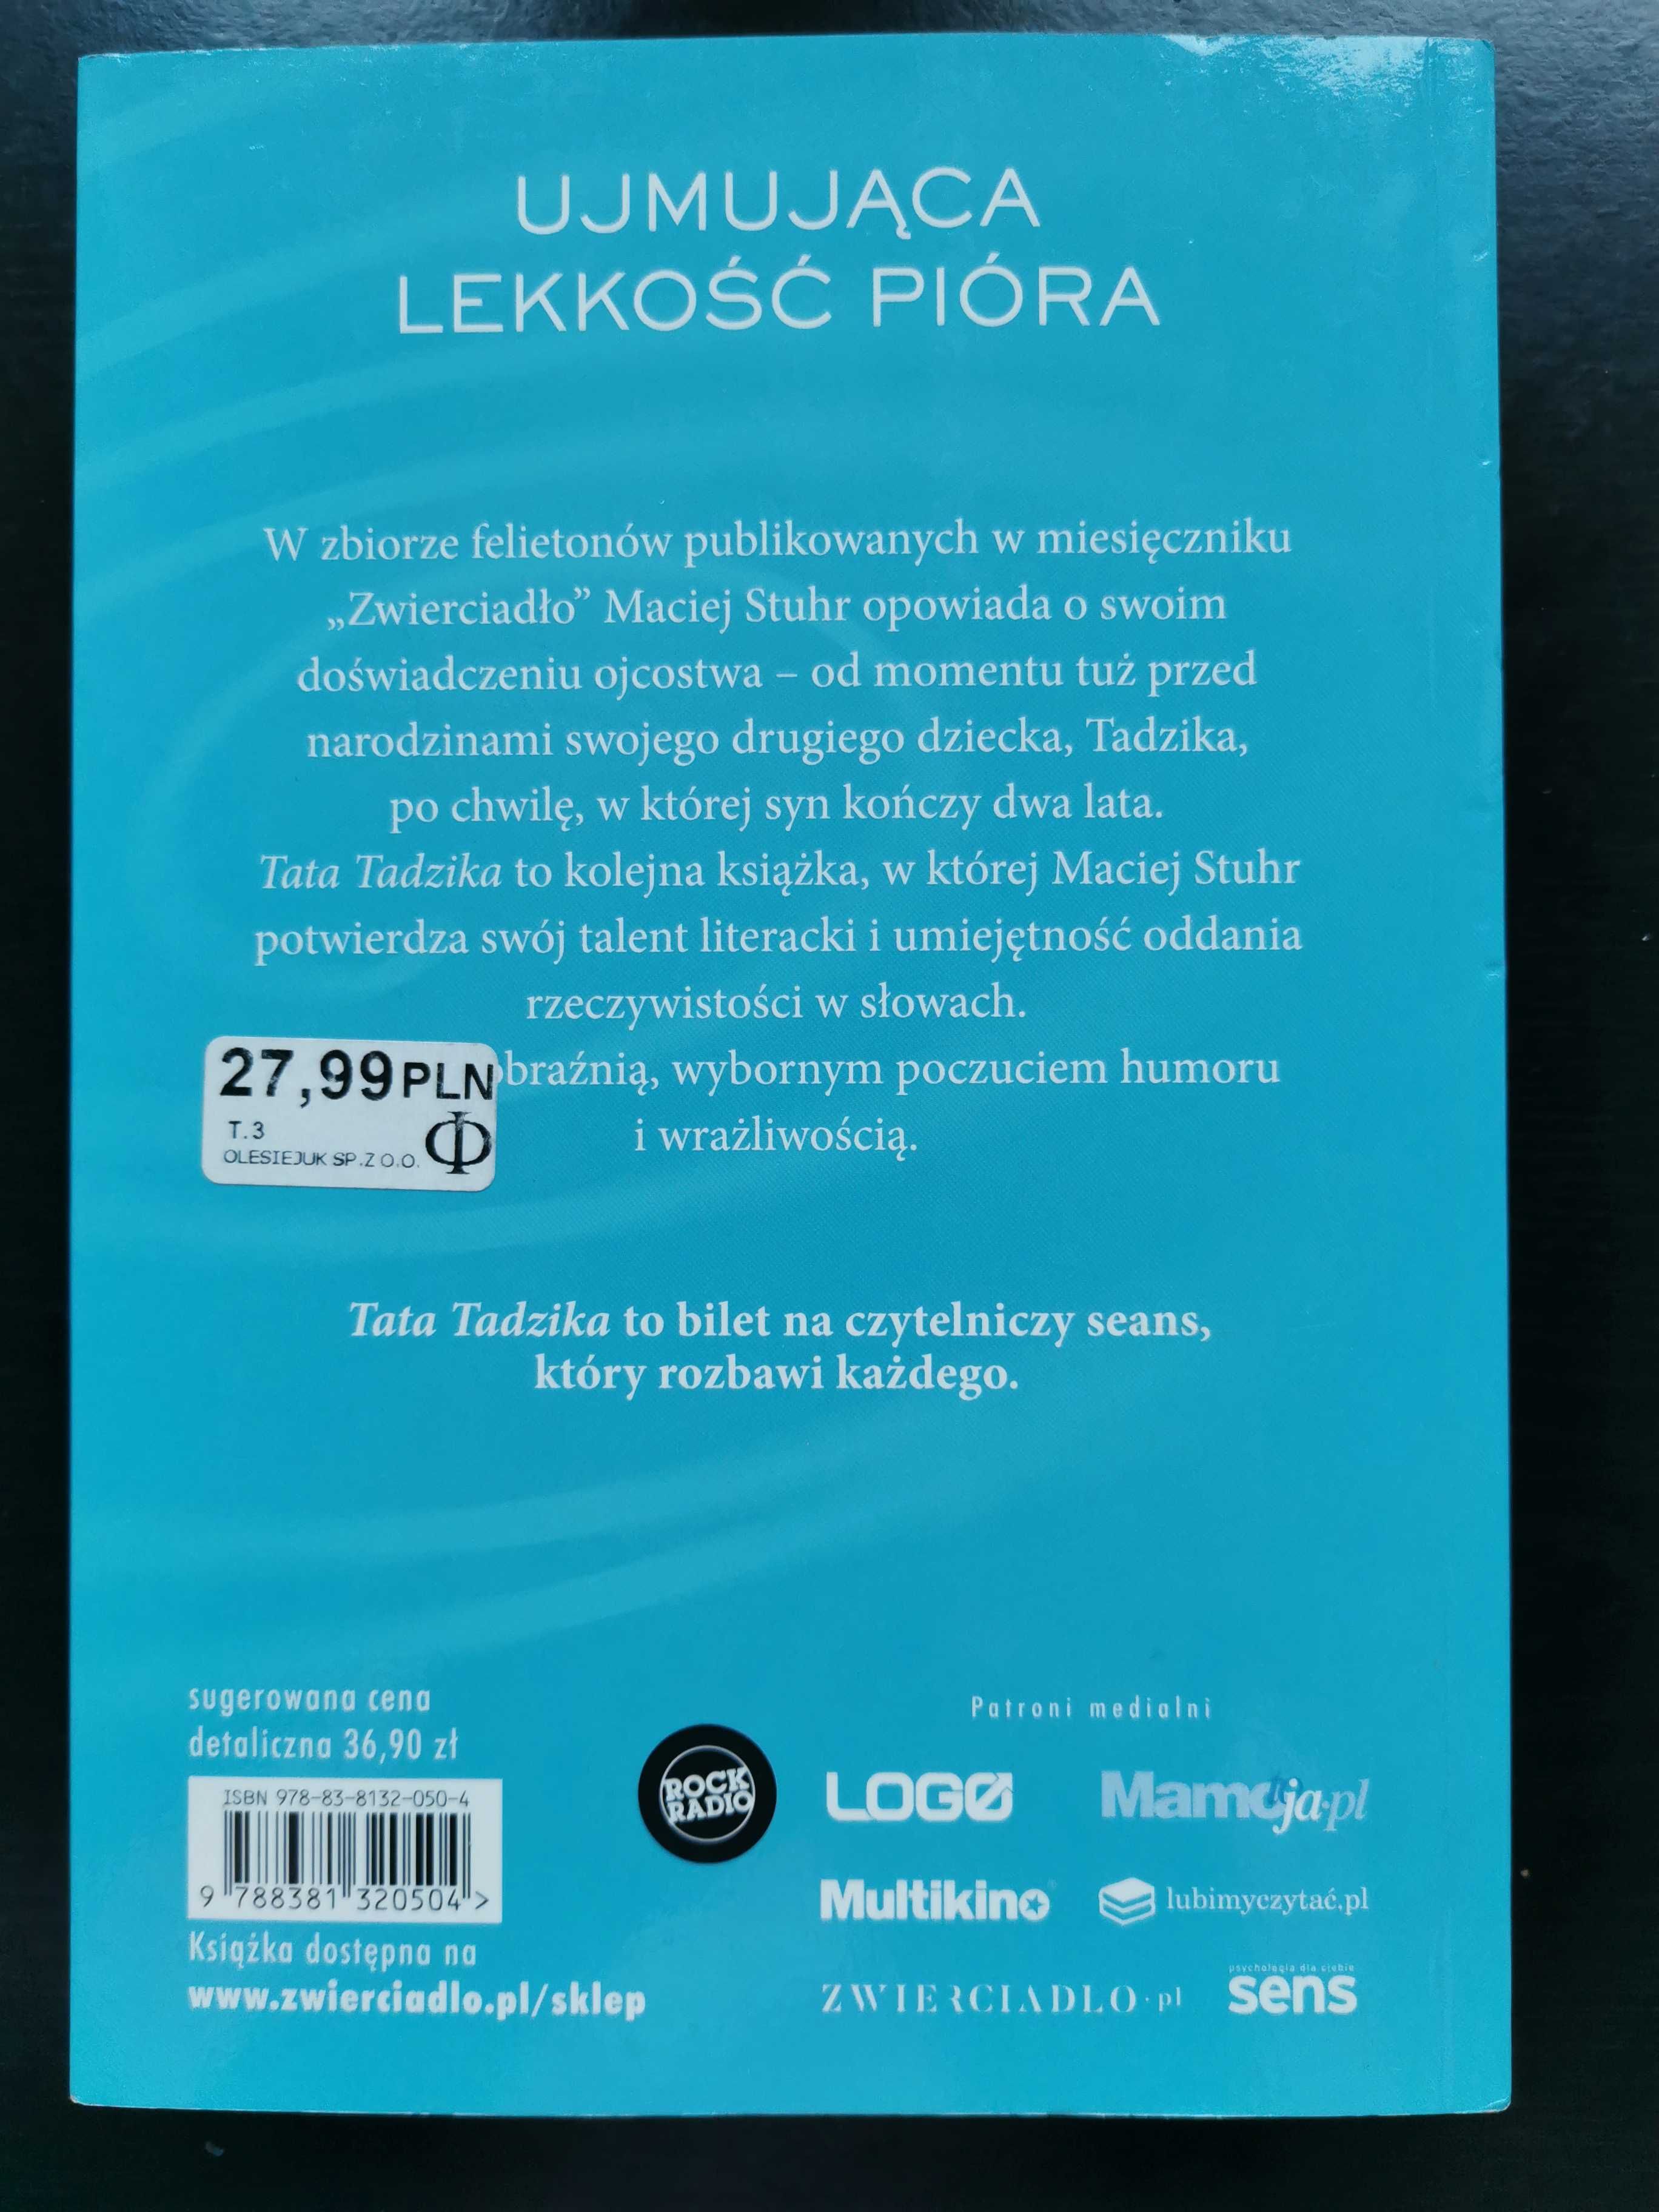 UJMUJĄCA
LEKKOŚĆ PIÓRA
W zbiorze felietonów publikowanych w miesięczniku
„Zwierciadło” Maciej Stuhr opowiada o swoim
doświadczeniu ojcostwa – od momentu tuż przed
narodzinami swojego drugiego dziecka, Tadzika,
po chwilę, w której syn kończy dwa lata.
Tata Tadzika to kolejna książka, w której Maciej Stuhr
potwierdza swój talent literacki i umiejętność oddania
rzeczywistości w słowach.
27,99 PLN
T.3
OLESIEJUK SP.Z O.O.
braźnią, wybornym poczuciem humoru
i wrażliwością.
Tata Tadzika to bilet na czytelniczy seans,
który rozbawi każdego.
sugerowana cena
detaliczna 36,90 zł
ISBN 978-83-8132-050-4
9 788381 320504 >
Książka dostępna na
www.zwierciadlo.pl/sklep
ROCK
RADIO
Patroni medialni
LOGO
Mamotoja.pl
Multikino
lubimyczytać.pl
ZWIERCIADLO.pl
psychologia dla ciebie
sens